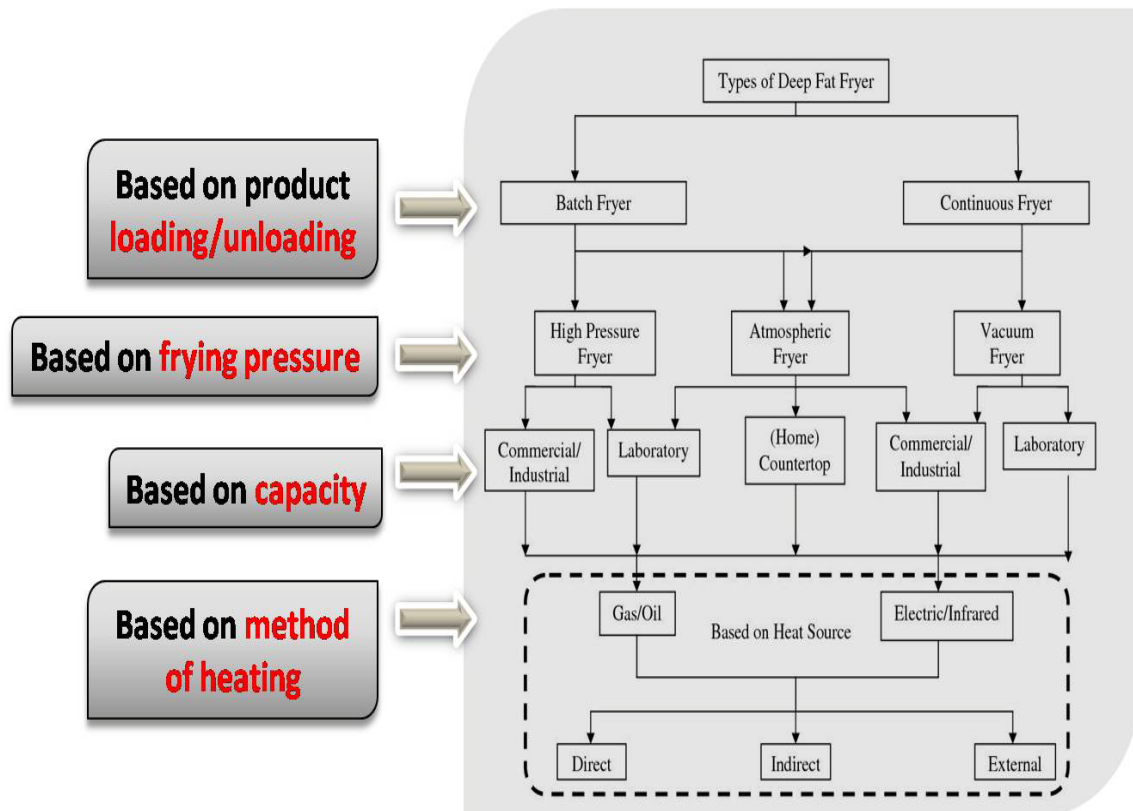 Types of Deep Fat Fryer
Based on product
loading/unloading
Batch Fryer
Continuous Fryer
Based on frying pressure
High Pressure
Fryer
Atmospheric
Fryer
Vacuum
Fryer
Based on capacity
Commercial/
Industrial
Laboratory
(Home)
Countertop
Commercial/
Industrial
Laboratory
Based on method
of heating
Gas/Oil
Based on Heat Source
Electric/Infrared
Direct
Indirect
External